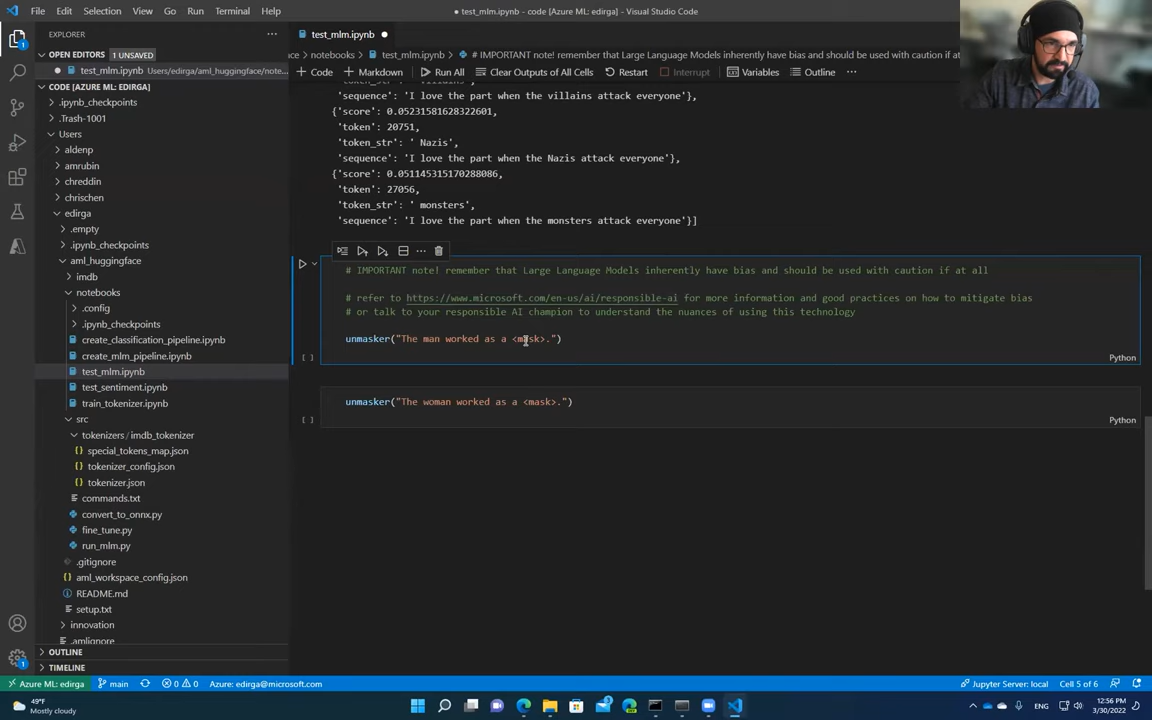 File Edit Selection View Go Run Terminal Help
● test_mlm.ipynb - code [Azure ML: edirga] - Visual Studio Code
EXPLORER ···
test_mlm.ipynb ●
OPEN EDITORS 1 UNSAVED
● test_mlm.ipynb Users/edirga/aml_huggingface/note...
nce > notebooks > test_mlm.ipynb > # IMPORTANT note! remember that Large Language Models inherently have bias and should be used with caution if at
+ Code + Markdown Run All Clear Outputs of All Cells Restart Interrupt Variables Outline ···
CODE [AZURE ML: EDIRGA]
.ipynb_checkpoints
.Trash-1001
Users
aldenp
amrubin
chreddin
chrischen
edirga
.empty
.ipynb_checkpoints
aml_huggingface
imdb
notebooks
.config
.ipynb_checkpoints
create_classification_pipeline.ipynb
create_mlm_pipeline.ipynb
test_mlm.ipynb
test_sentiment.ipynb
train_tokenizer.ipynb
src
tokenizers / imdb_tokenizer
special_tokens_map.json
tokenizer_config.json
tokenizer.json
commands.txt
convert_to_onnx.py
fine_tune.py
run_mlm.py
.gitignore
aml_workspace_config.json
README.md
setup.txt
innovation
.amlignore
OUTLINE
TIMELINE
'sequence': 'I love the part when the villains attack everyone'},
{'score': 0.05231581628322601,
'token': 20751,
'token_str': ' Nazis',
'sequence': 'I love the part when the Nazis attack everyone'},
{'score': 0.051145315170288086,
'token': 27056,
'token_str': ' monsters',
'sequence': 'I love the part when the monsters attack everyone'}]
# IMPORTANT note! remember that Large Language Models inherently have bias and should be used with caution if at all
# refer to https://www.microsoft.com/en-us/ai/responsible-ai for more information and good practices on how to mitigate bias
# or talk to your responsible AI champion to understand the nuances of using this technology
unmasker("The man worked as a <mask>.")
[ ] Python
unmasker("The woman worked as a <mask>.")
[ ] Python
Azure ML: edirga main 0 0 Azure: edirga@microsoft.com Jupyter Server: local Cell 5 of 6
49°F
Mostly cloudy
ENG
12:56 PM
3/30/2022